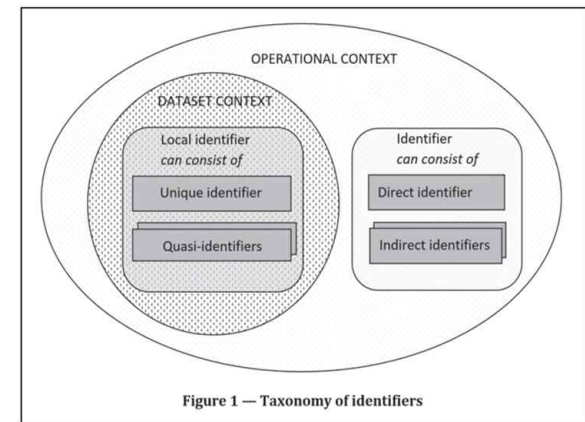 OPERATIONAL CONTEXT
DATASET CONTEXT
Local identifier
can consist of
Unique identifier
Quasi-identifiers
Identifier
can consist of
Direct identifier
Indirect identifiers
Figure 1 — Taxonomy of identifiers